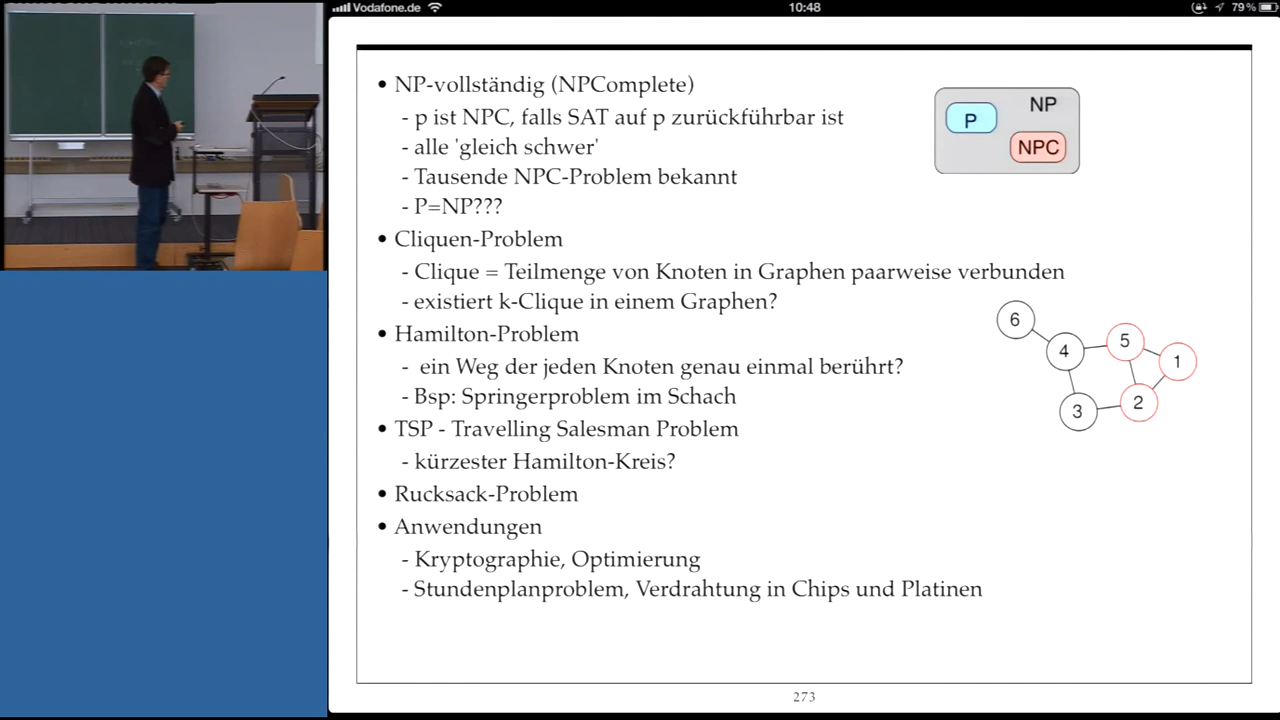 Vodafone.de
10:48
79 %
• NP-vollständig (NPComplete)
- p ist NPC, falls SAT auf p zurückführbar ist
- alle 'gleich schwer'
- Tausende NPC-Problem bekannt
- P=NP???
P
NP
NPC
• Cliquen-Problem
- Clique = Teilmenge von Knoten in Graphen paarweise verbunden
- existiert k-Clique in einem Graphen?
• Hamilton-Problem
- ein Weg der jeden Knoten genau einmal berührt?
- Bsp: Springerproblem im Schach
6
4
5
1
3
2
• TSP - Travelling Salesman Problem
- kürzester Hamilton-Kreis?
• Rucksack-Problem
• Anwendungen
- Kryptographie, Optimierung
- Stundenplanproblem, Verdrahtung in Chips und Platinen
273